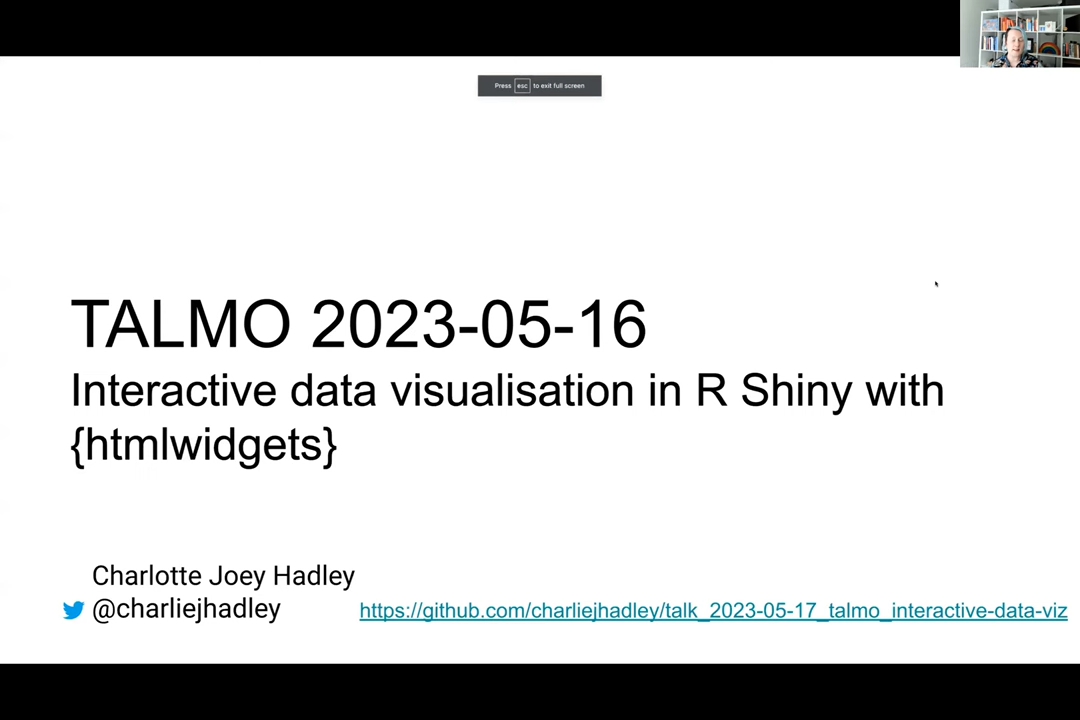 Press esc to exit full screen
TALMO 2023-05-16
Interactive data visualisation in R Shiny with
{htmlwidgets}
Charlotte Joey Hadley
@charliejhadley
https://github.com/charliejhadley/talk_2023-05-17_talmo_interactive-data-viz